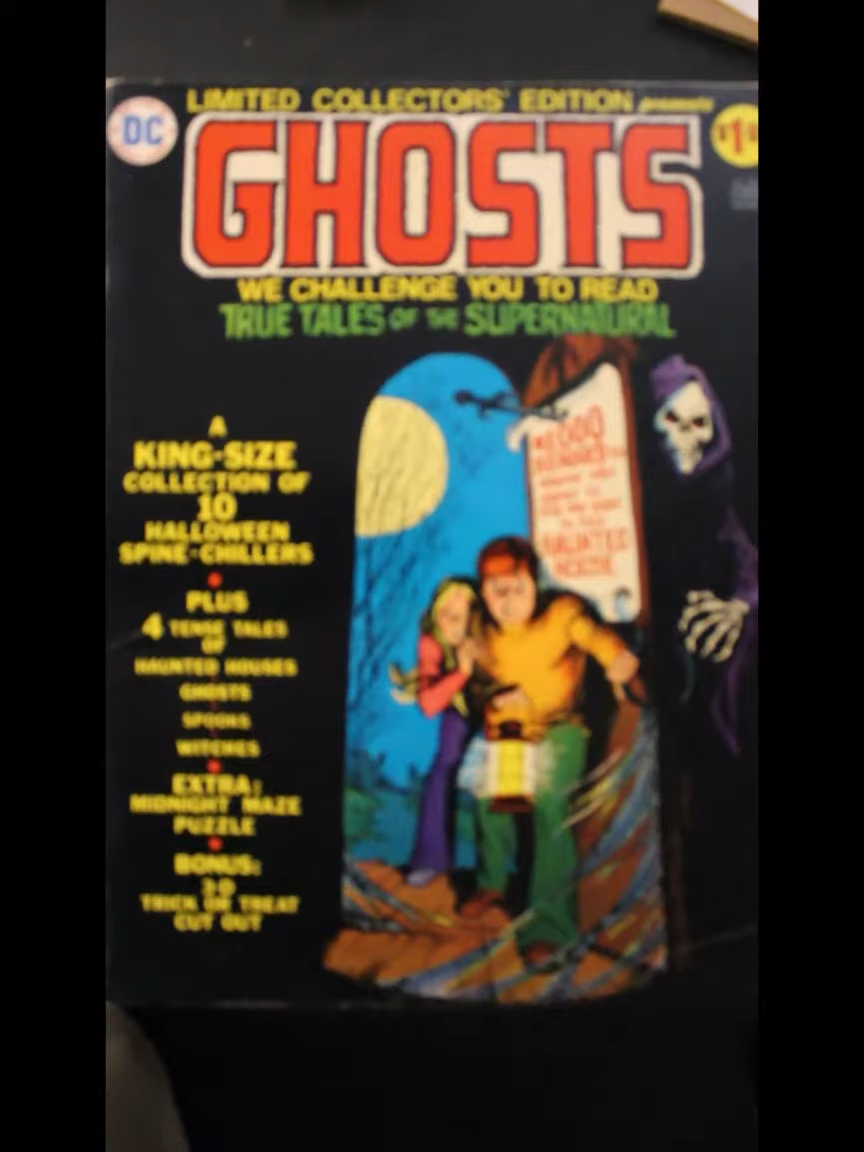 LIMITED COLLECTORS' EDITION presents
DC
GHOSTS
WE CHALLENGE YOU TO READ
TRUE TALES OF THE SUPERNATURAL
A
KING-SIZE
COLLECTION OF
10
HALLOWEEN
SPINE-CHILLERS
PLUS
4 TENSE TALES
OF
HAUNTED HOUSES
GHOSTS
SPOOKS
WITCHES
EXTRA:
MIDNIGHT MAZE
PUZZLE
BONUS:
3-D
TRICK OR TREAT
CUT OUT
HAUNTED
HOUSE